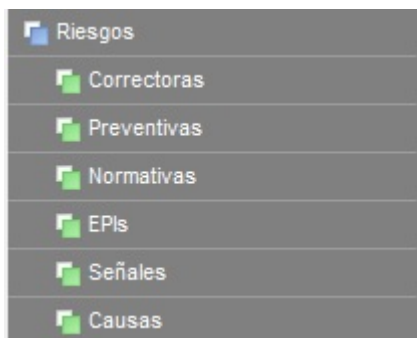 Riesgos
Correctoras
Preventivas
Normativas
EPIs
Señales
Causas